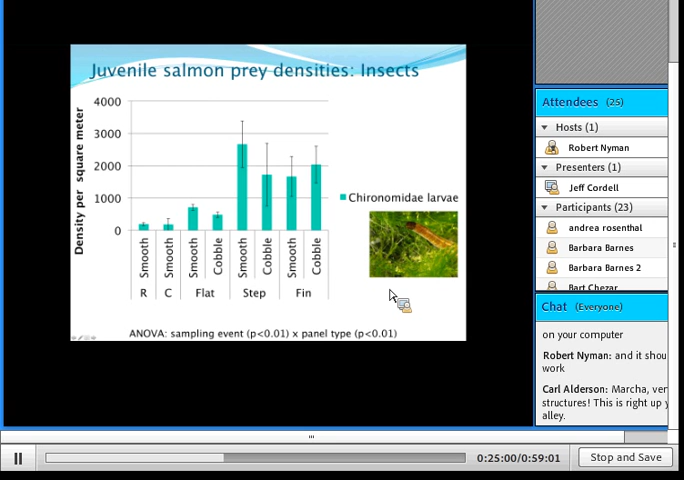 Juvenile salmon prey densities: Insects
Density per square meter
4000
3000
2000
1000
0
Chironomidae larvae
Smooth
Smooth
Smooth
Cobble
Smooth
Cobble
Smooth
Cobble
R
C
Flat
Step
Fin
ANOVA: sampling event (p<0.01) x panel type (p<0.01)
Attendees (25)
Hosts (1)
Robert Nyman
Presenters (1)
Jeff Cordell
Participants (23)
andrea rosenthal
Barbara Barnes
Barbara Barnes 2
Bart Chezar
Chat (Everyone)
on your computer
Robert Nyman: and it shou
work
Carl Alderson: Marcha, ver
structures! This is right up y
alley.
0:25:00/0:59:01
Stop and Save